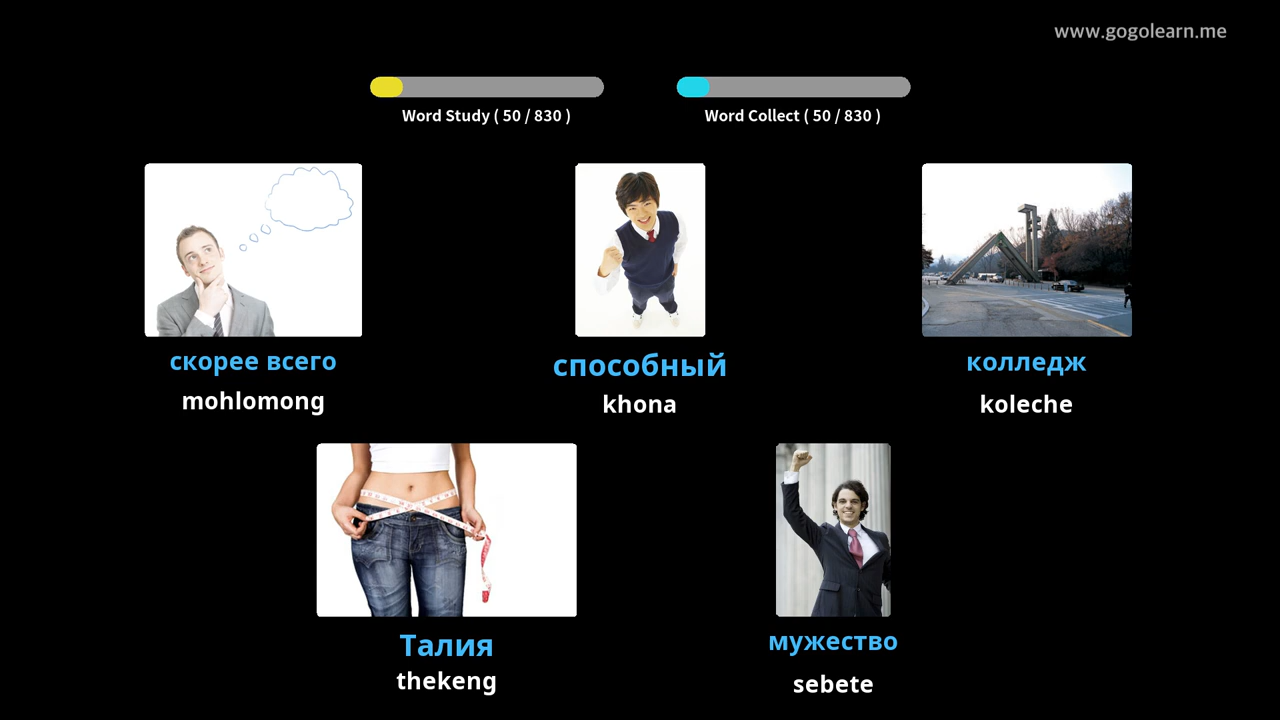 www.gogolearn.me
Word Study ( 50 / 830 )
Word Collect ( 50 / 830 )
скорее всего
mohlomong
способный
khona
колледж
koleche
Талия
thekeng
мужество
sebete